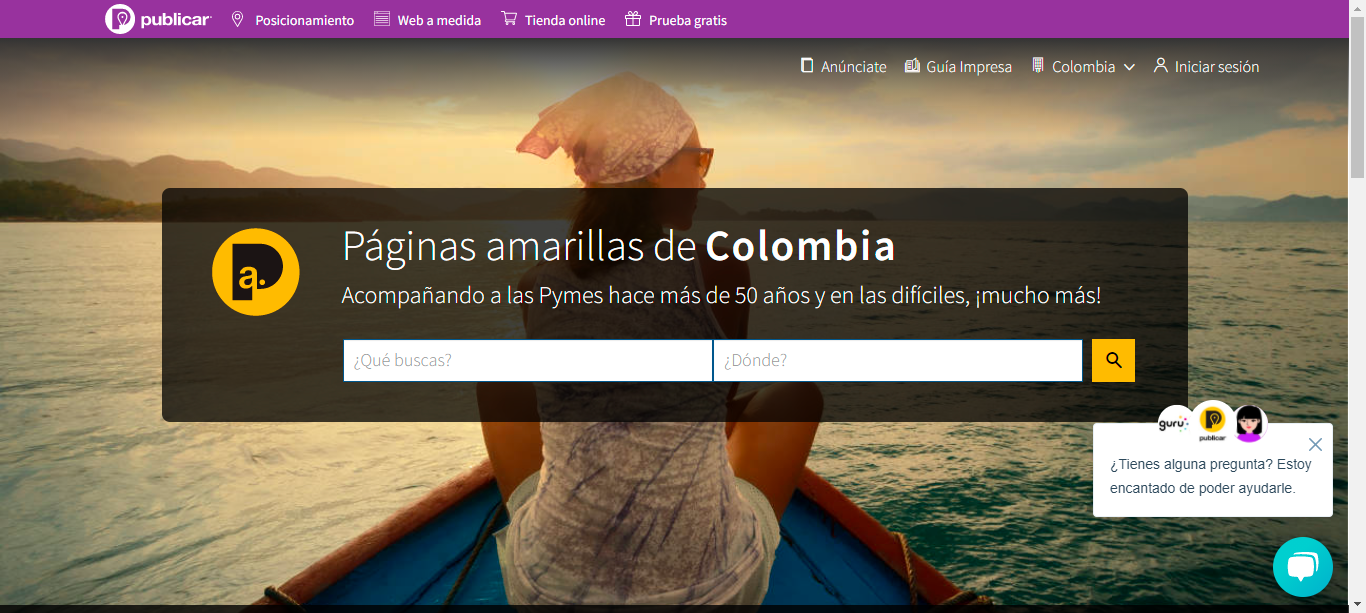 publicar
Posicionamiento
Web a medida
Tienda online
Prueba gratis
Anúnciate
Guía Impresa
Colombia
Iniciar sesión
a.
Páginas amarillas de Colombia
Acompañando a las Pymes hace más de 50 años y en las difíciles, ¡mucho más!
¿Qué buscas?
¿Dónde?
guru
publicar
¿Tienes alguna pregunta? Estoy
encantado de poder ayudarle.